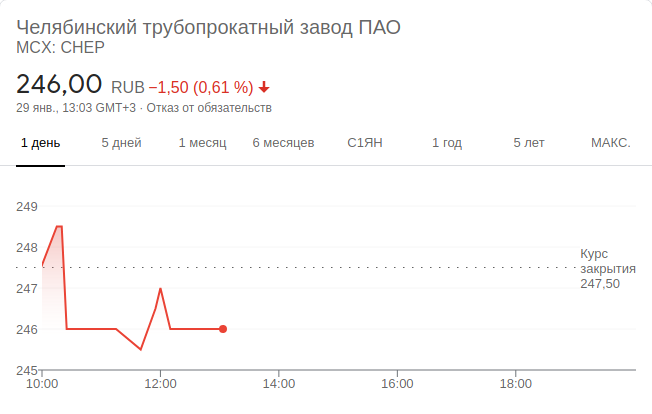 Челябинский трубопрокатный завод ПАО
MCX: CHEP
246,00 RUB −1,50 (0,61 %)
29 янв., 13:03 GMT+3 · Отказ от обязательств
1 день 5 дней 1 месяц 6 месяцев С1ЯН 1 год 5 лет МАКС.
249
248
Курс
закрытия
247,50
247
246
245
10:00 12:00 14:00 16:00 18:00